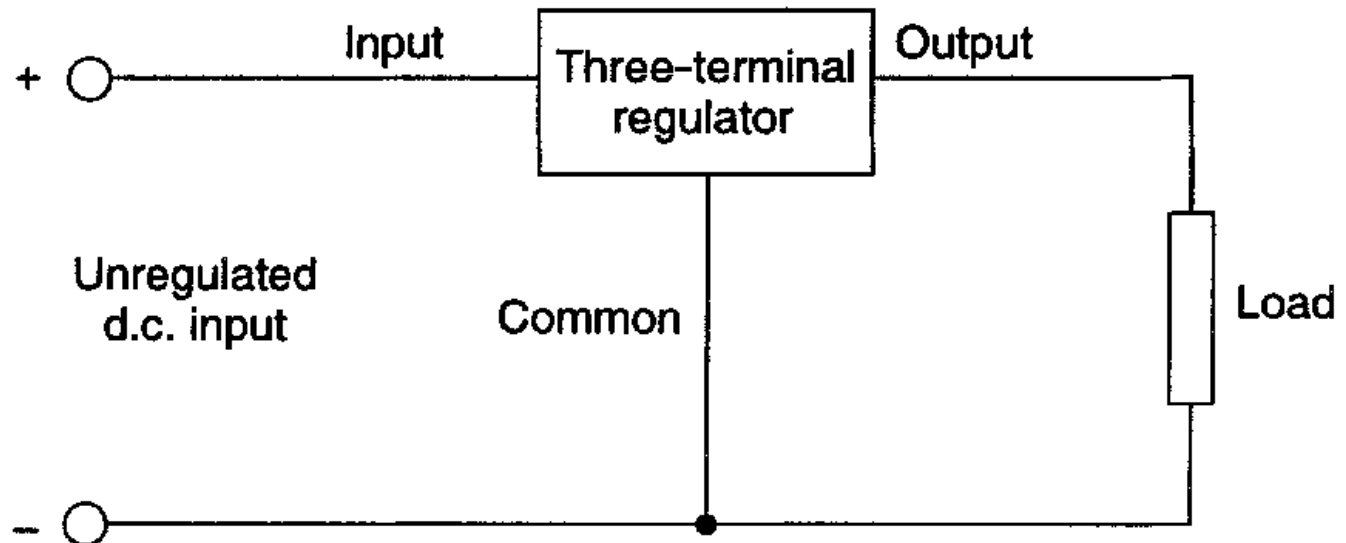 Input
Three-terminal
regulator
Output
+
Unregulated
d.c. input
Common
Load
–